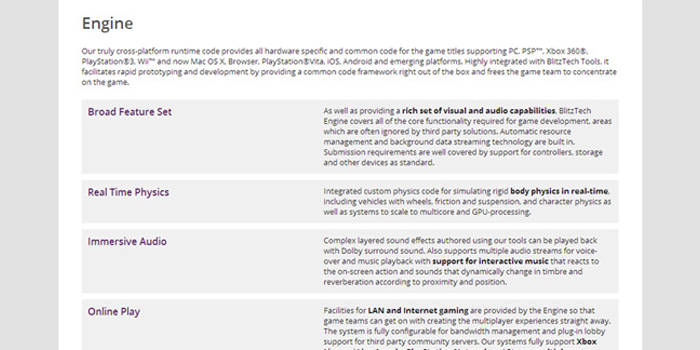 Engine
Our truly cross-platform runtime code provides all hardware specific and common code for the game titles supporting PC, PSP™, Xbox 360®,
PlayStation®3, Wii™ and now Mac OS X, Browser, PlayStation®Vita, iOS, Android and emerging platforms. Highly integrated with BlitzTech Tools, it
facilitates rapid prototyping and development by providing a common code framework right out of the box and frees the game team to concentrate
on the game.
Broad Feature Set
As well as providing a rich set of visual and audio capabilities, BlitzTech
Engine covers all of the core functionality required for game development, areas
which are often ignored by third party solutions. Automatic resource
management and background data streaming technology are built in.
Submission requirements are well covered by support for controllers, storage
and other devices as standard.
Real Time Physics
Integrated custom physics code for simulating rigid body physics in real-time,
including vehicles with wheels, friction and suspension, and character physics as
well as systems to scale to multicore and GPU-processing.
Immersive Audio
Complex layered sound effects authored using our tools can be played back
with Dolby surround sound. Also supports multiple audio streams for voice-
over and music playback with support for interactive music that reacts to
the on-screen action and sounds that dynamically change in timbre and
reverberation according to proximity and position.
Online Play
Facilities for LAN and Internet gaming are provided by the Engine so that
game teams can get on with creating the multiplayer experiences straight away.
The system is fully configurable for bandwidth management and plug-in lobby
support for third party community servers. Our systems fully support Xbox